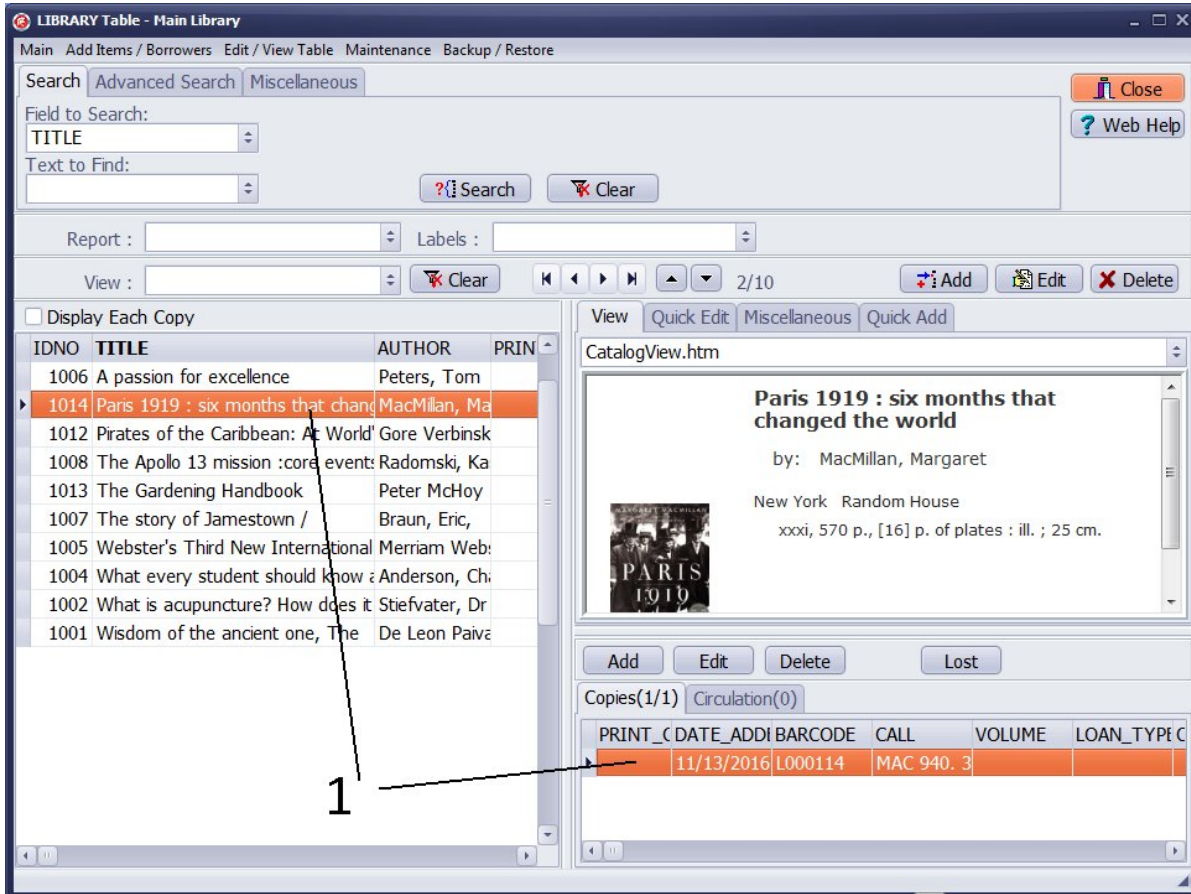 LIBRARY Table - Main Library
Main Add Items / Borrowers Edit / View Table Maintenance Backup / Restore
Search Advanced Search Miscellaneous
Close
Field to Search:
TITLE
Web Help
Text to Find:
Search Clear
Report : Labels :
View : Clear 2/10 Add Edit Delete
Display Each Copy
View Quick Edit Miscellaneous Quick Add
IDNO TITLE AUTHOR PRIN
CatalogView.htm
1006 A passion for excellence Peters, Tom
1014 Paris 1919 : six months that chang MacMillan, Ma
1012 Pirates of the Caribbean: At World' Gore Verbinsk
1008 The Apollo 13 mission :core events Radomski, Ka
1013 The Gardening Handbook Peter McHoy
1007 The story of Jamestown / Braun, Eric,
1005 Webster's Third New International Merriam Webs
1004 What every student should know a Anderson, Cha
1002 What is acupuncture? How does it Stiefvater, Dr
1001 Wisdom of the ancient one, The De Leon Paiva
Paris 1919 : six months that
changed the world
by: MacMillan, Margaret
New York Random House
xxxi, 570 p., [16] p. of plates : ill. ; 25 cm.
MARGARET MACMILLAN
PARIS
1919
Add Edit Delete Lost
Copies(1/1) Circulation(0)
PRINT_C DATE_ADDE BARCODE CALL VOLUME LOAN_TYPE C
11/13/2016 L000114 MAC 940. 3
1